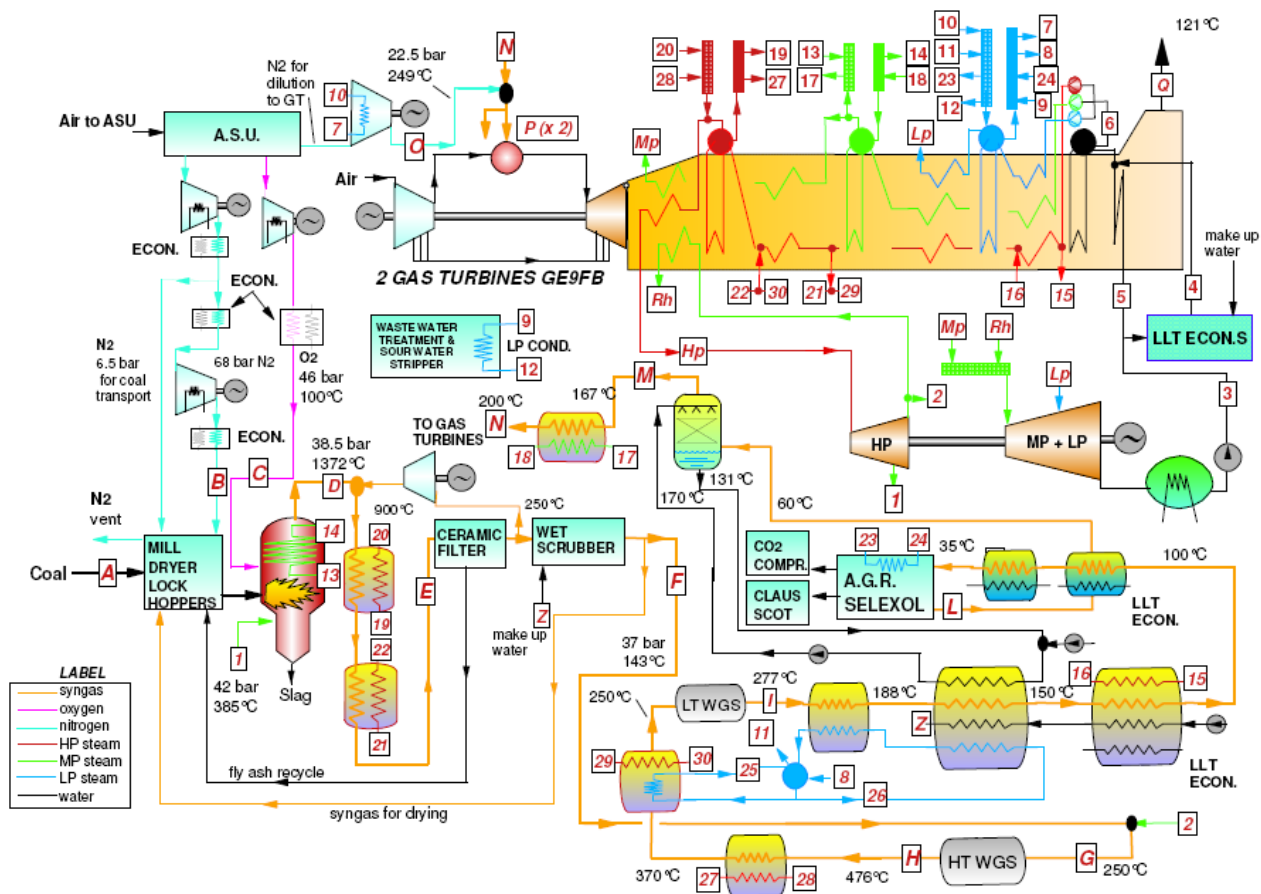 N2 for
dilution
to GT
22.5 bar
249°C
N
10
7
O
P (x 2)
Air to ASU
A.S.U.
Air
2 GAS TURBINES GE9FB
20
28
19
27
13
17
14
18
10
11
23
12
7
8
24
9
6
121°C
Q
Mp
Lp
Rh
22
30
21
29
16
15
5
4
make up
water
LLT ECON.S
3
ECON.
ECON.
N2
6.5 bar
for coal
transport
68 bar N2
O2
46 bar
100°C
ECON.
WASTE WATER
TREATMENT &
SOUR WATER
STRIPPER
9
LP COND.
12
Hp
Mp
Rh
Lp
2
HP
MP + LP
1
M
167°C
200°C
N
18
17
TO GAS
TURBINES
38.5 bar
1372°C
D
B
C
N2
vent
Coal
A
MILL
DRYER
LOCK
HOPPERS
14
13
1
42 bar
385°C
Slag
900°C
20
19
22
21
E
250°C
CERAMIC
FILTER
WET
SCRUBBER
Z
make up
water
F
37 bar
143°C
131°C
170°C
60°C
CO2
COMPR.
CLAUS
SCOT
23
24
A.G.R.
SELEXOL
35°C
L
100°C
LLT
ECON.
LABEL
syngas
oxygen
nitrogen
HP steam
MP steam
LP steam
water
fly ash recycle
syngas for drying
250°C
LT WGS
277°C
I
188°C
150°C
16
15
Z
LLT
ECON.
11
29
30
25
8
26
370°C
27
28
H
476°C
HT WGS
G
250°C
2